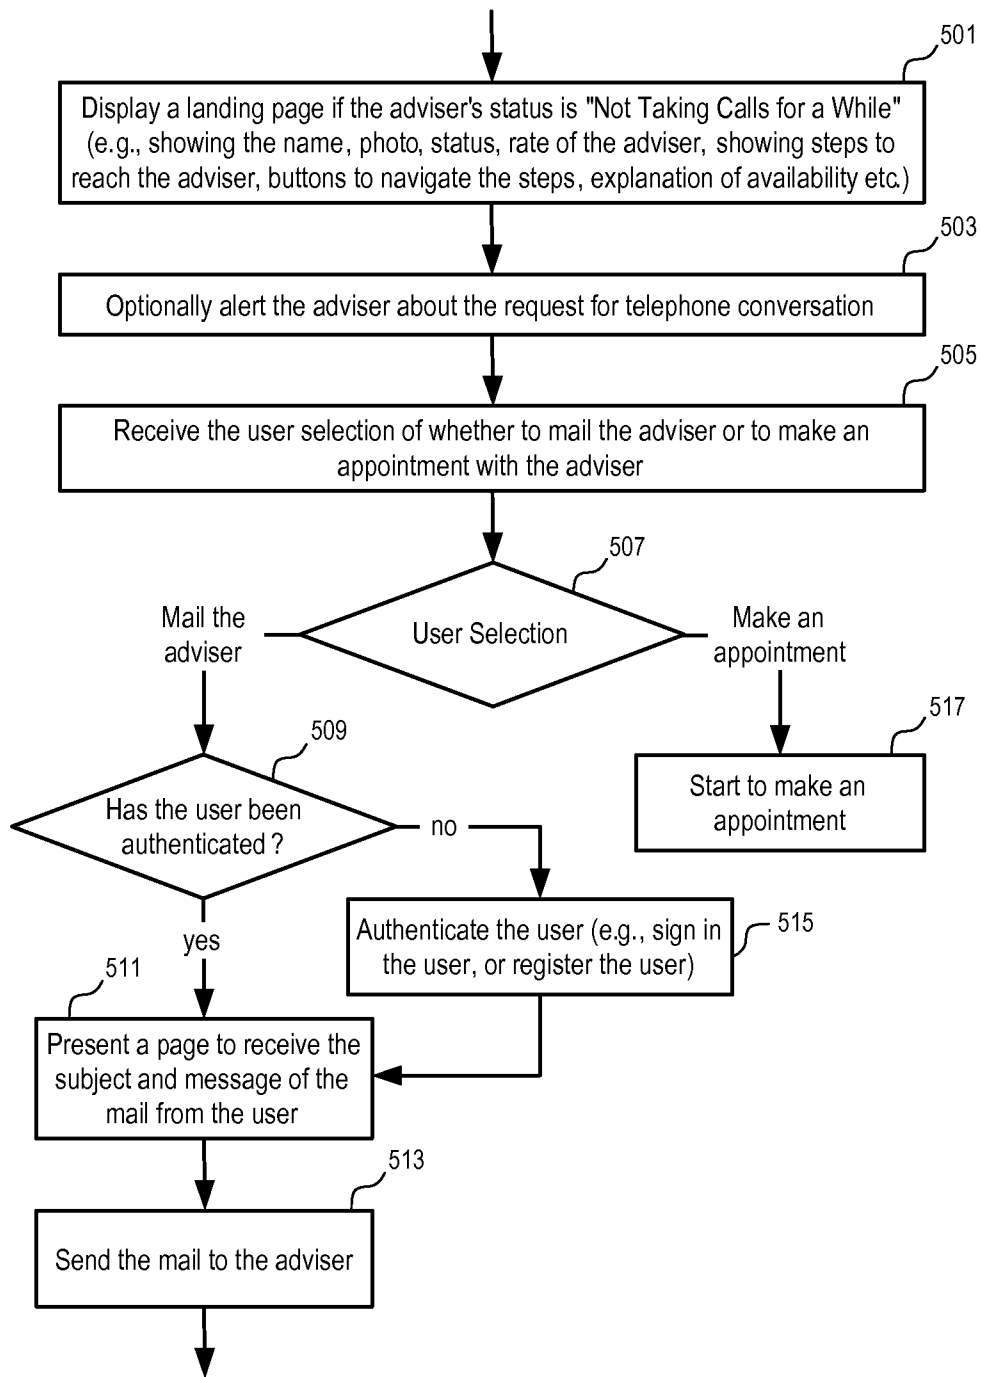 501
Display a landing page if the adviser's status is "Not Taking Calls for a While"
(e.g., showing the name, photo, status, rate of the adviser, showing steps to
reach the adviser, buttons to navigate the steps, explanation of availability etc.)
503
Optionally alert the adviser about the request for telephone conversation
505
Receive the user selection of whether to mail the adviser or to make an
appointment with the adviser
507
User Selection
Mail the
adviser
Make an
appointment
509
Has the user been
authenticated ?
517
Start to make an
appointment
no
yes
515
Authenticate the user (e.g., sign in
the user, or register the user)
511
Present a page to receive the
subject and message of the
mail from the user
513
Send the mail to the adviser